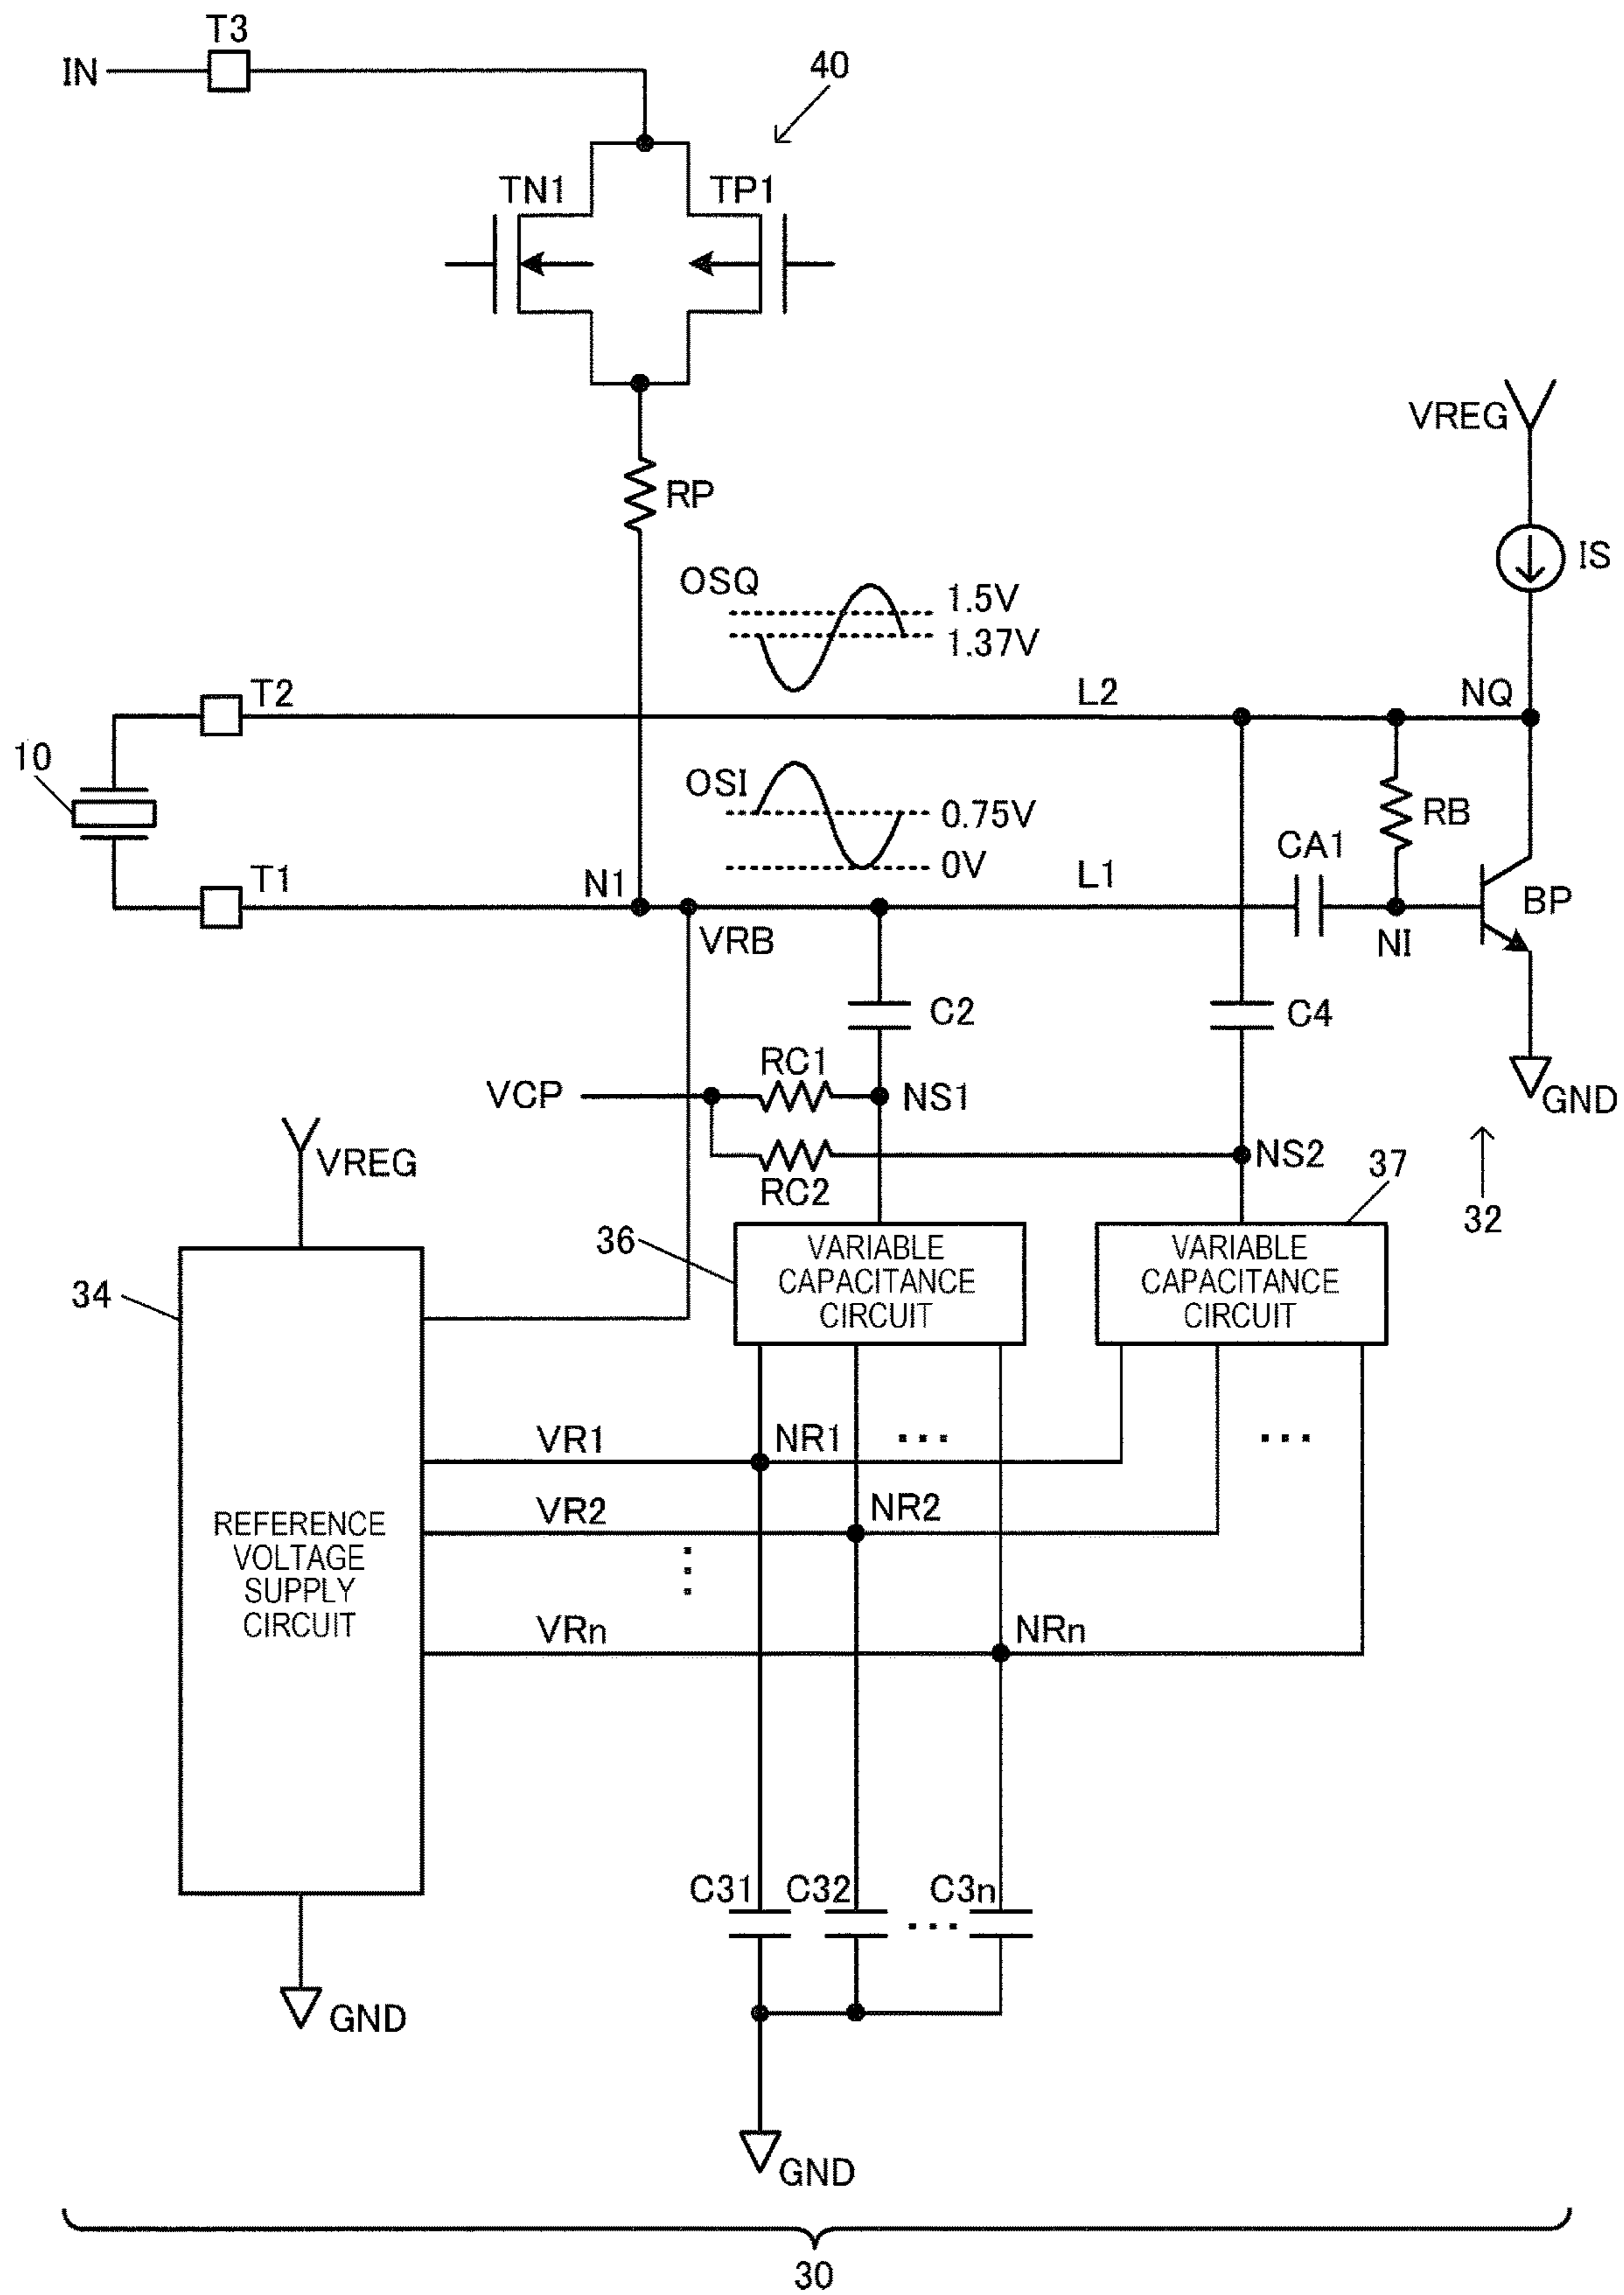 T3
IN
40
TN1
TP1
VREG
RP
IS
OSQ
1.5V
1.37V
T2
L2
NQ
10
OSI
0.75V
0V
RB
CA1
T1
N1
L1
BP
VRB
NI
C2
C4
RC1
VCP
NS1
GND
VREG
RC2
NS2
37
32
36
VARIABLE
CAPACITANCE
CIRCUIT
VARIABLE
CAPACITANCE
CIRCUIT
34
VR1
NR1
...
...
VR2
NR2
REFERENCE
VOLTAGE
SUPPLY
CIRCUIT
...
VRn
NRn
C31
C32
...
C3n
GND
GND
30